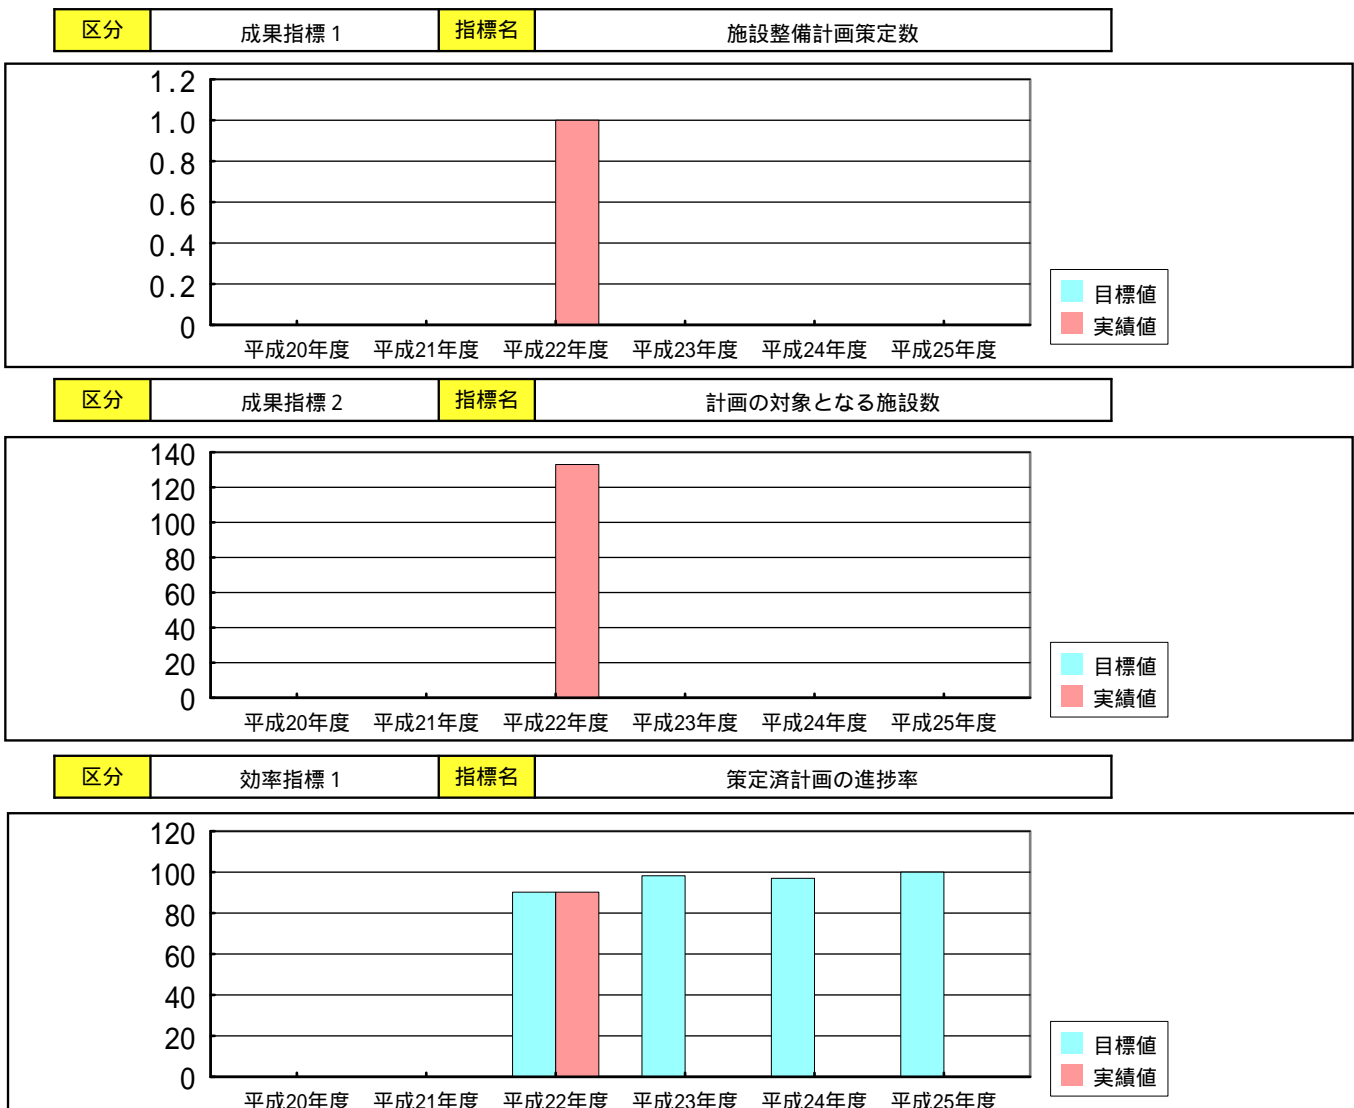 区分 成果指標1 指標名 施設整備計画策定数
1.2
1.0
0.8
0.6
0.4
0.2
0
平成20年度 平成21年度 平成22年度 平成23年度 平成24年度 平成25年度
目標値
実績値
区分 成果指標2 指標名 計画の対象となる施設数
140
120
100
80
60
40
20
0
平成20年度 平成21年度 平成22年度 平成23年度 平成24年度 平成25年度
目標値
実績値
区分 効率指標1 指標名 策定済計画の進捗率
120
100
80
60
40
20
0
平成20年度 平成21年度 平成22年度 平成23年度 平成24年度 平成25年度
目標値
実績値